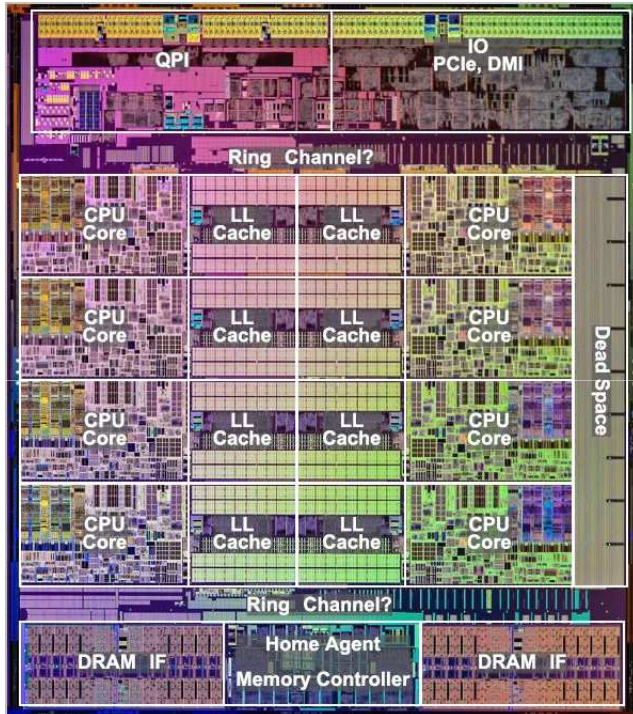 QPI
IO
PCIe, DMI
Ring Channel?
CPU
Core
LL
Cache
LL
Cache
CPU
Core
CPU
Core
LL
Cache
LL
Cache
CPU
Core
CPU
Core
LL
Cache
LL
Cache
CPU
Core
CPU
Core
LL
Cache
LL
Cache
CPU
Core
Dead Space
Ring Channel?
DRAM IF
Home Agent
Memory Controller
DRAM IF